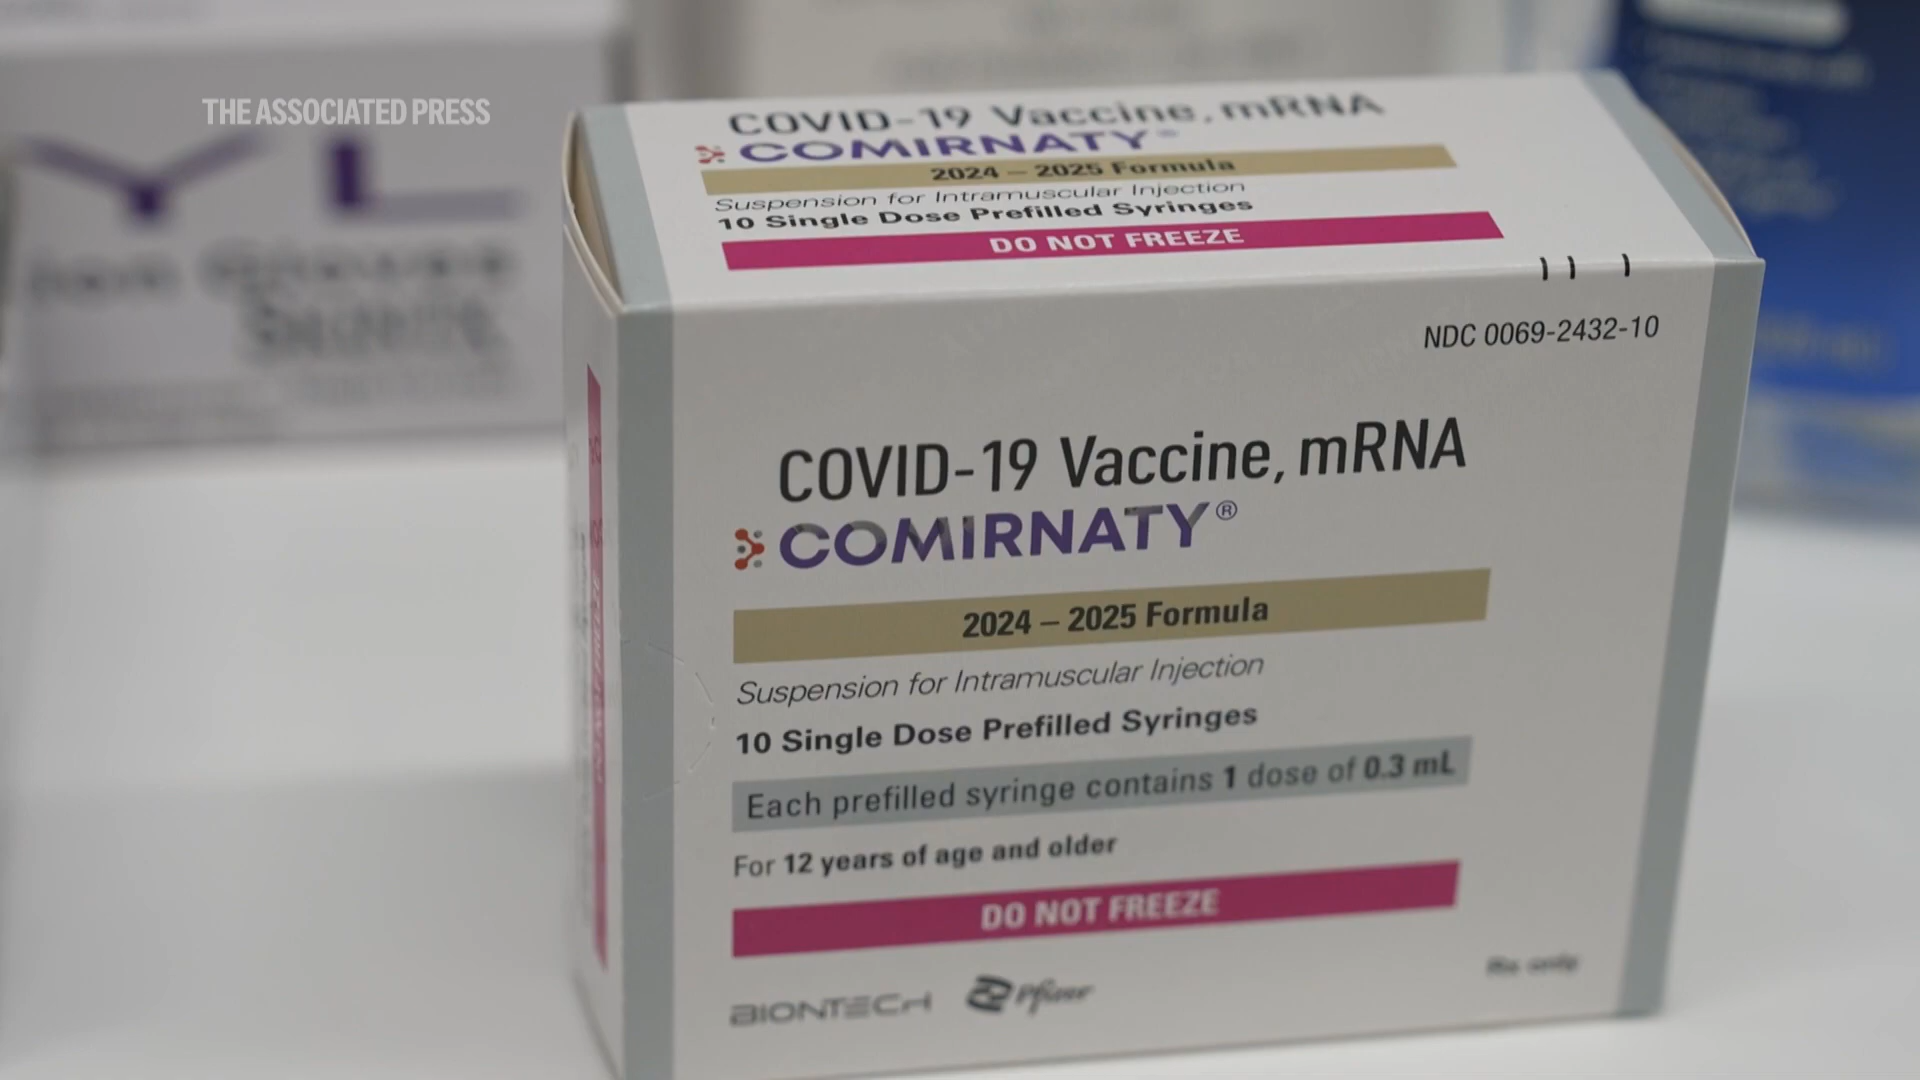 THE ASSOCIATED PRESS
YL
COVID-19 Vaccine, mRNA
COMIRNATY®
2024 – 2025 Formula
Suspension for Intramuscular Injection
10 Single Dose Prefilled Syringes
DO NOT FREEZE
NDC 0069-2432-10
COVID-19 Vaccine, mRNA
COMIRNATY®
2024 – 2025 Formula
Suspension for Intramuscular Injection
10 Single Dose Prefilled Syringes
Each prefilled syringe contains 1 dose of 0.3 mL
For 12 years of age and older
DO NOT FREEZE
Rx only
BIONTECH Pfizer